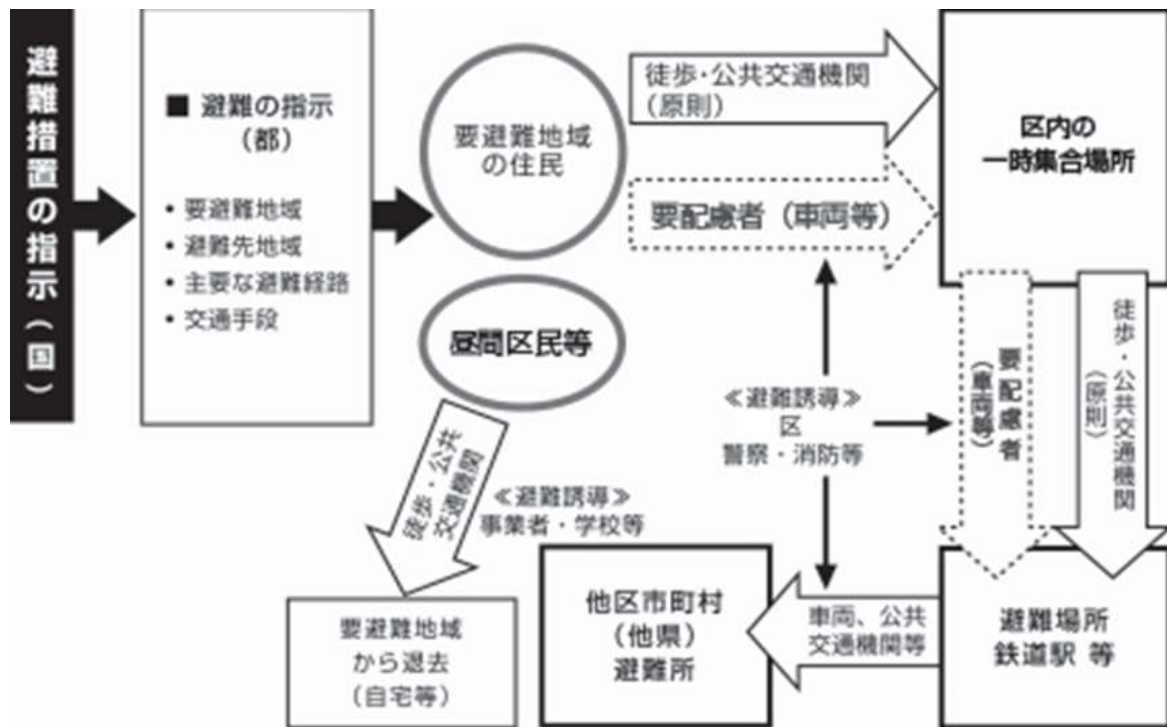 避難措置の指示(国)
■ 避難の指示
(都)
• 要避難地域
• 避難先地域
• 主要な避難経路
• 交通手段
要避難地域
の住民
昼間区民等
徒歩・公共交通機関
(原則)
要配慮者(車両等)
区内の
一時集合場所
要配慮者
(車両等)
徒歩・公共交通機関
(原則)
≪避難誘導≫
区
警察・消防等
徒歩・公共
交通機関
≪避難誘導≫
事業者・学校等
要避難地域
から退去
(自宅等)
他区市町村
(他県)
避難所
車両、公共
交通機関等
避難場所
鉄道駅 等